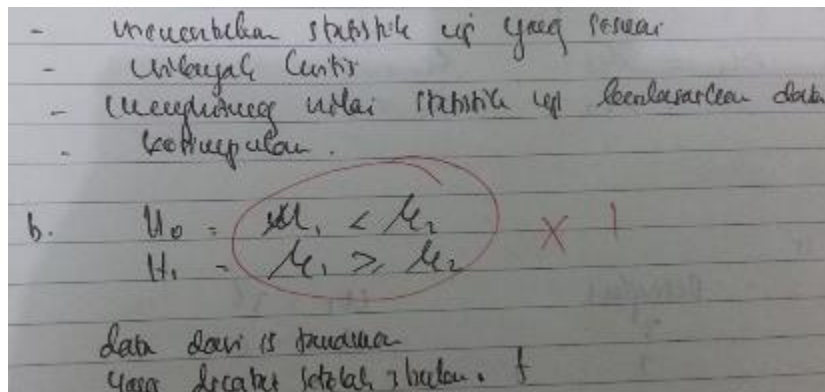 - menentukan statistik uji yang sesuai
- wilayah kritis
- menghitung nilai statistik uji berdasarkan data
- kesimpulan.
b. H₀ = μ₁ < μ₂ X 1
H₁ = μ₁ ≥ μ₂
data dari 15 tanaman
yang dicatat setelah 3 bulan.